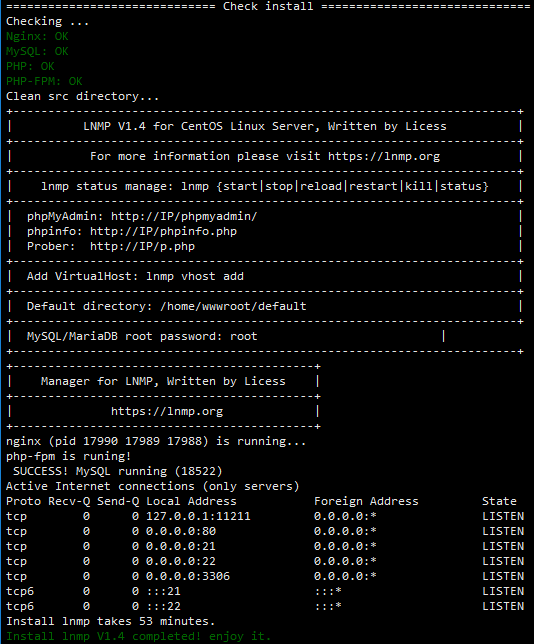 ============================== Check install ==============================
Checking ...
Nginx: OK
MySQL: OK
PHP: OK
PHP-FPM: OK
Clean src directory...
+------------------------------------------------------------------------+
|          LNMP V1.4 for CentOS Linux Server, Written by Licess          |
+------------------------------------------------------------------------+
|           For more information please visit https://lnmp.org           |
+------------------------------------------------------------------------+
|    lnmp status manage: lnmp {start|stop|reload|restart|kill|status}    |
+------------------------------------------------------------------------+
|  phpMyAdmin: http://IP/phpmyadmin/                                     |
|  phpinfo: http://IP/phpinfo.php                                        |
|  Prober:  http://IP/p.php                                              |
+------------------------------------------------------------------------+
|  Add VirtualHost: lnmp vhost add                                       |
+------------------------------------------------------------------------+
|  Default directory: /home/wwwroot/default                              |
+------------------------------------------------------------------------+
|  MySQL/MariaDB root password: root                          |
+------------------------------------------------------------------------+
+-------------------------------------------+
|    Manager for LNMP, Written by Licess    |
+-------------------------------------------+
|              https://lnmp.org             |
+-------------------------------------------+
nginx (pid 17990 17989 17988) is running...
php-fpm is runing!
 SUCCESS! MySQL running (18522)
Active Internet connections (only servers)
Proto Recv-Q Send-Q Local Address           Foreign Address         State
tcp        0      0 127.0.0.1:11211         0.0.0.0:*               LISTEN
tcp        0      0 0.0.0.0:80              0.0.0.0:*               LISTEN
tcp        0      0 0.0.0.0:21              0.0.0.0:*               LISTEN
tcp        0      0 0.0.0.0:22              0.0.0.0:*               LISTEN
tcp        0      0 0.0.0.0:3306            0.0.0.0:*               LISTEN
tcp6       0      0 :::21                   :::*                    LISTEN
tcp6       0      0 :::22                   :::*                    LISTEN
Install lnmp takes 53 minutes.
Install lnmp V1.4 completed! enjoy it.